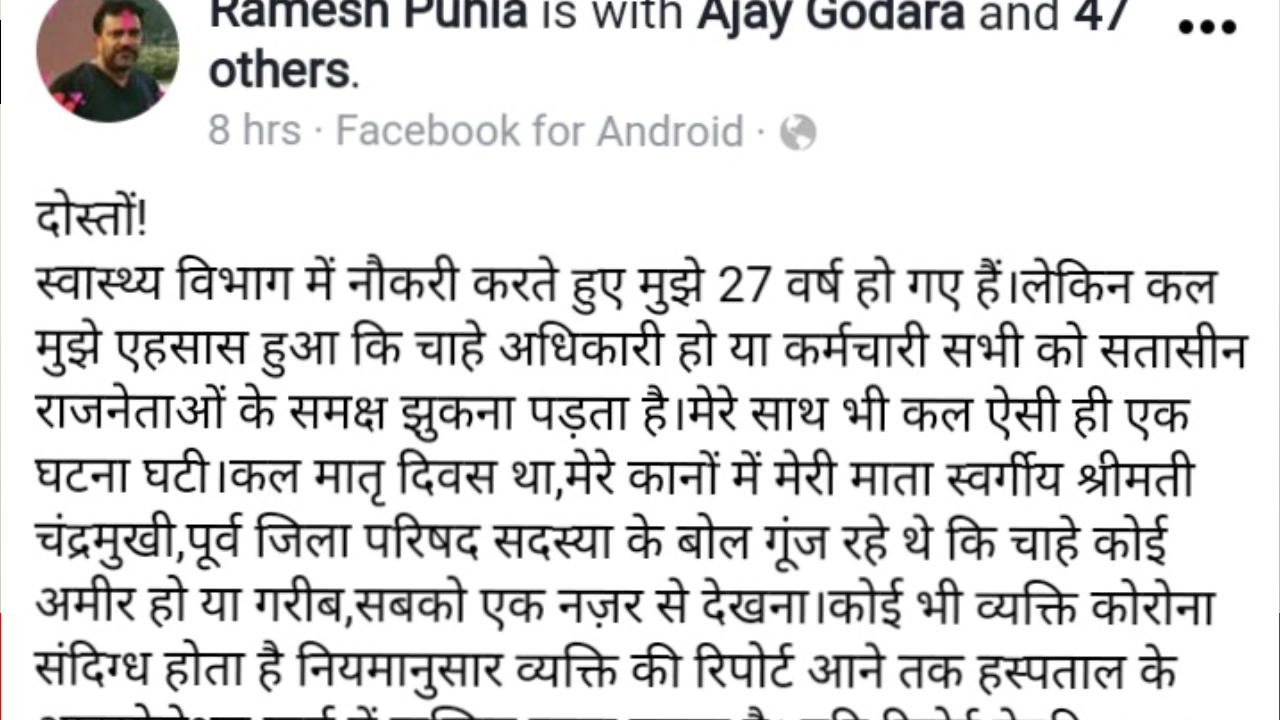 Ramesh Punia is with Ajay Godara and 47
others.
8 hrs · Facebook for Android ·
दोस्तों!
स्वास्थ्य विभाग में नौकरी करते हुए मुझे 27 वर्ष हो गए हैं।लेकिन कल
मुझे एहसास हुआ कि चाहे अधिकारी हो या कर्मचारी सभी को सतासीन
राजनेताओं के समक्ष झुकना पड़ता है।मेरे साथ भी कल ऐसी ही एक
घटना घटी।कल मातृ दिवस था,मेरे कानों में मेरी माता स्वर्गीय श्रीमती
चंद्रमुखी,पूर्व जिला परिषद सदस्या के बोल गूंज रहे थे कि चाहे कोई
अमीर हो या गरीब,सबको एक नज़र से देखना।कोई भी व्यक्ति कोरोना
संदिग्ध होता है नियमानुसार व्यक्ति की रिपोर्ट आने तक हस्पताल के